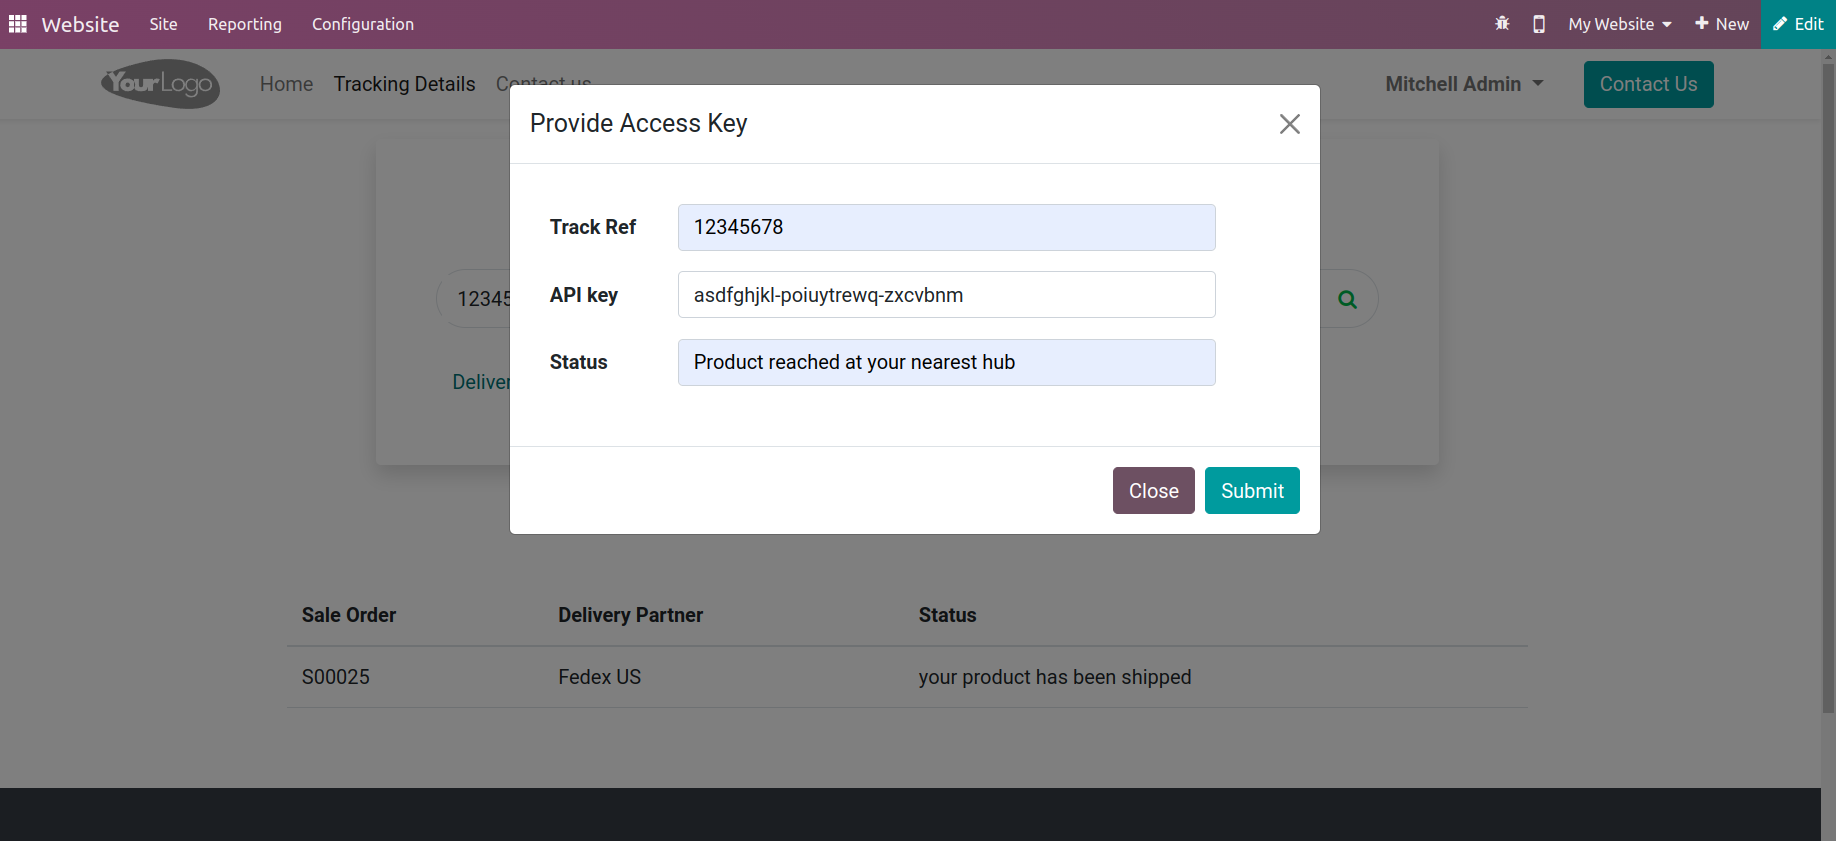 Website Site Reporting Configuration My Website New Edit
YourLogo Home Tracking Details Contact us Mitchell Admin Contact Us
Provide Access Key
Track Ref 12345678
API key asdfghjkl-poiuytrewq-zxcvbnm
12345
Status Product reached at your nearest hub
Deliver
Close Submit
Sale Order Delivery Partner Status
S00025 Fedex US your product has been shipped